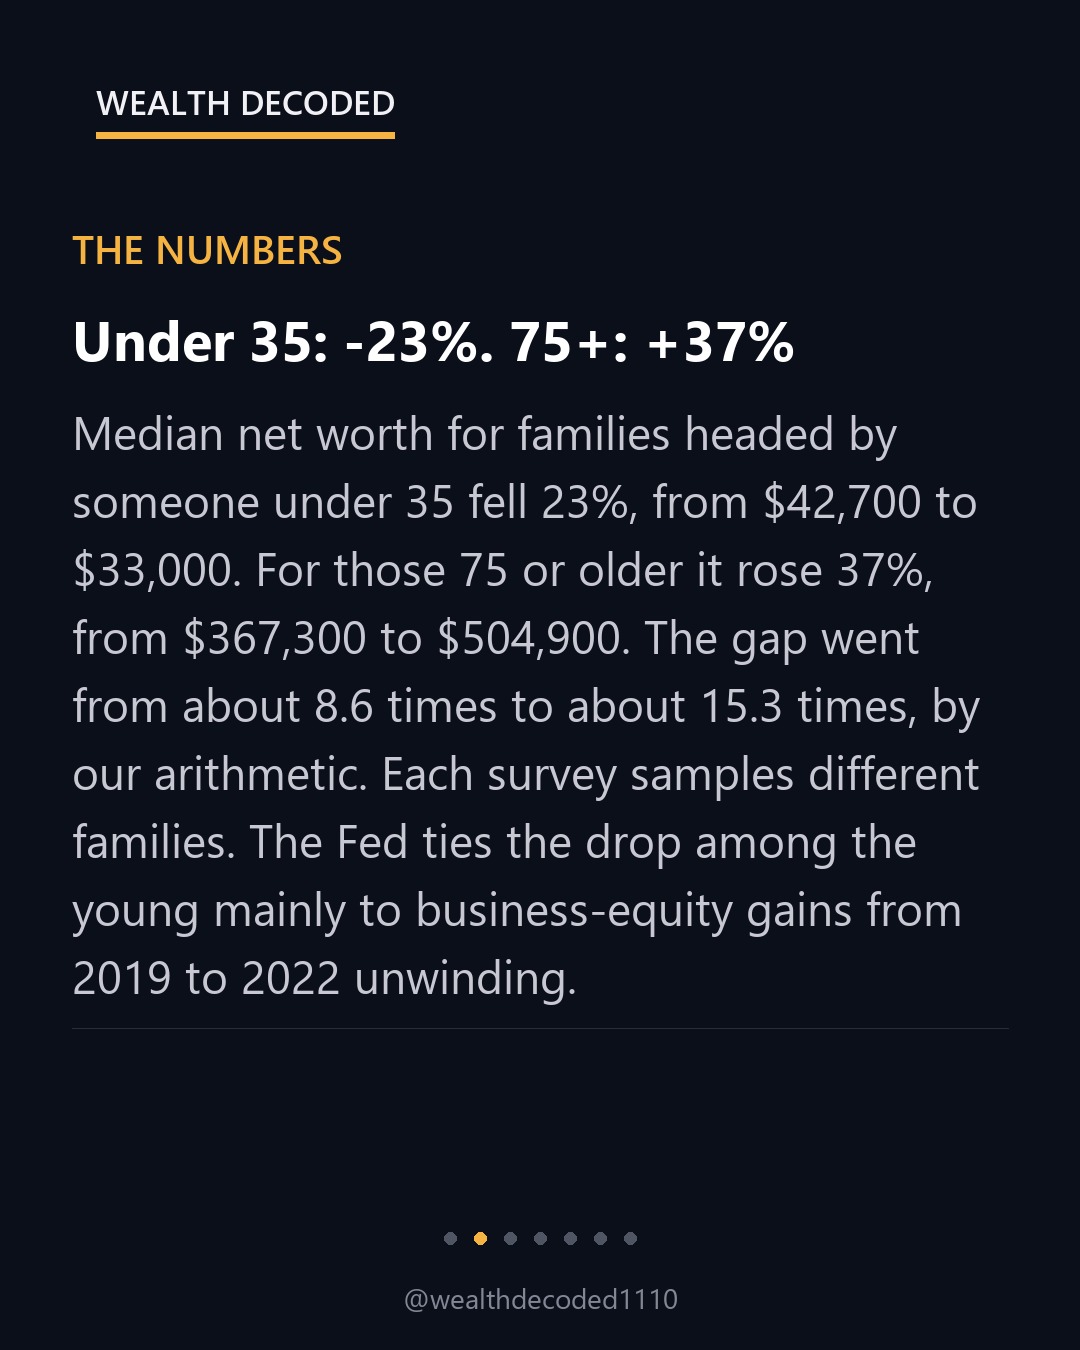 WEALTH DECODED
THE NUMBERS
Under 35: -23%. 75+: +37%
Median net worth for families headed by
someone under 35 fell 23%, from $42,700 to
$33,000. For those 75 or older it rose 37%,
from $367,300 to $504,900. The gap went
from about 8.6 times to about 15.3 times, by
our arithmetic. Each survey samples different
families. The Fed ties the drop among the
young mainly to business-equity gains from
2019 to 2022 unwinding.
@wealthdecoded1110